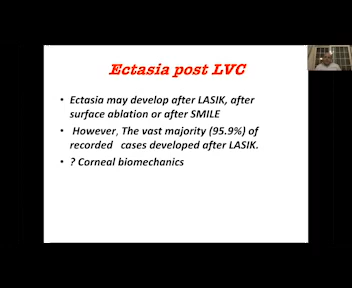 Ectasia post LVC
• Ectasia may develop after LASIK, after
surface ablation or after SMILE
• However, The vast majority (95.9%) of
recorded cases developed after LASIK.
• ? Corneal biomechanics